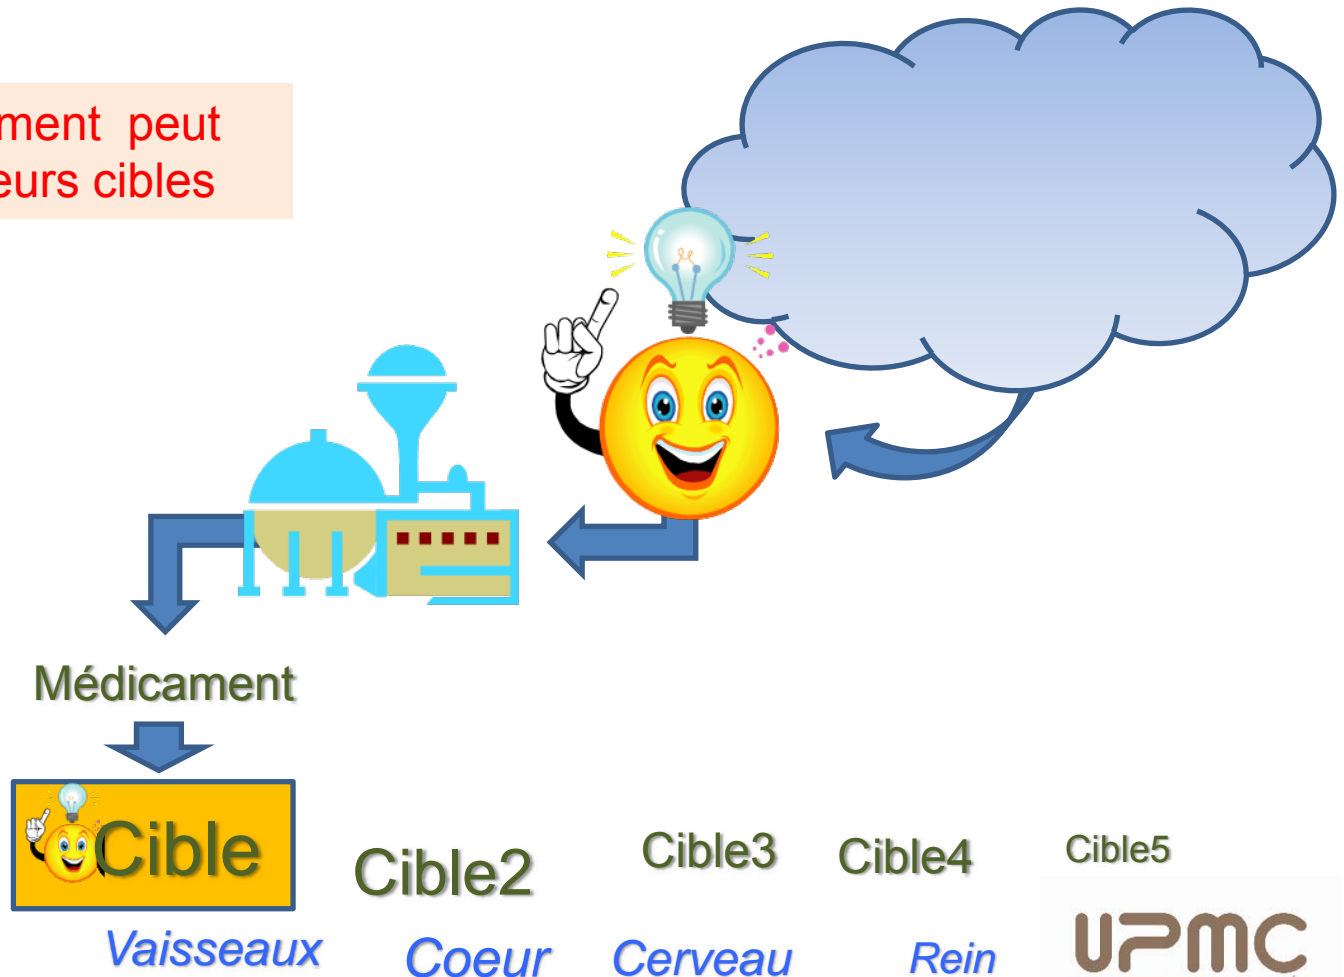 ment peut
eurs cibles
Médicament
Cible
Cible2
Cible3
Cible4
Cible5
Vaisseaux
Coeur
Cerveau
Rein
UPMC